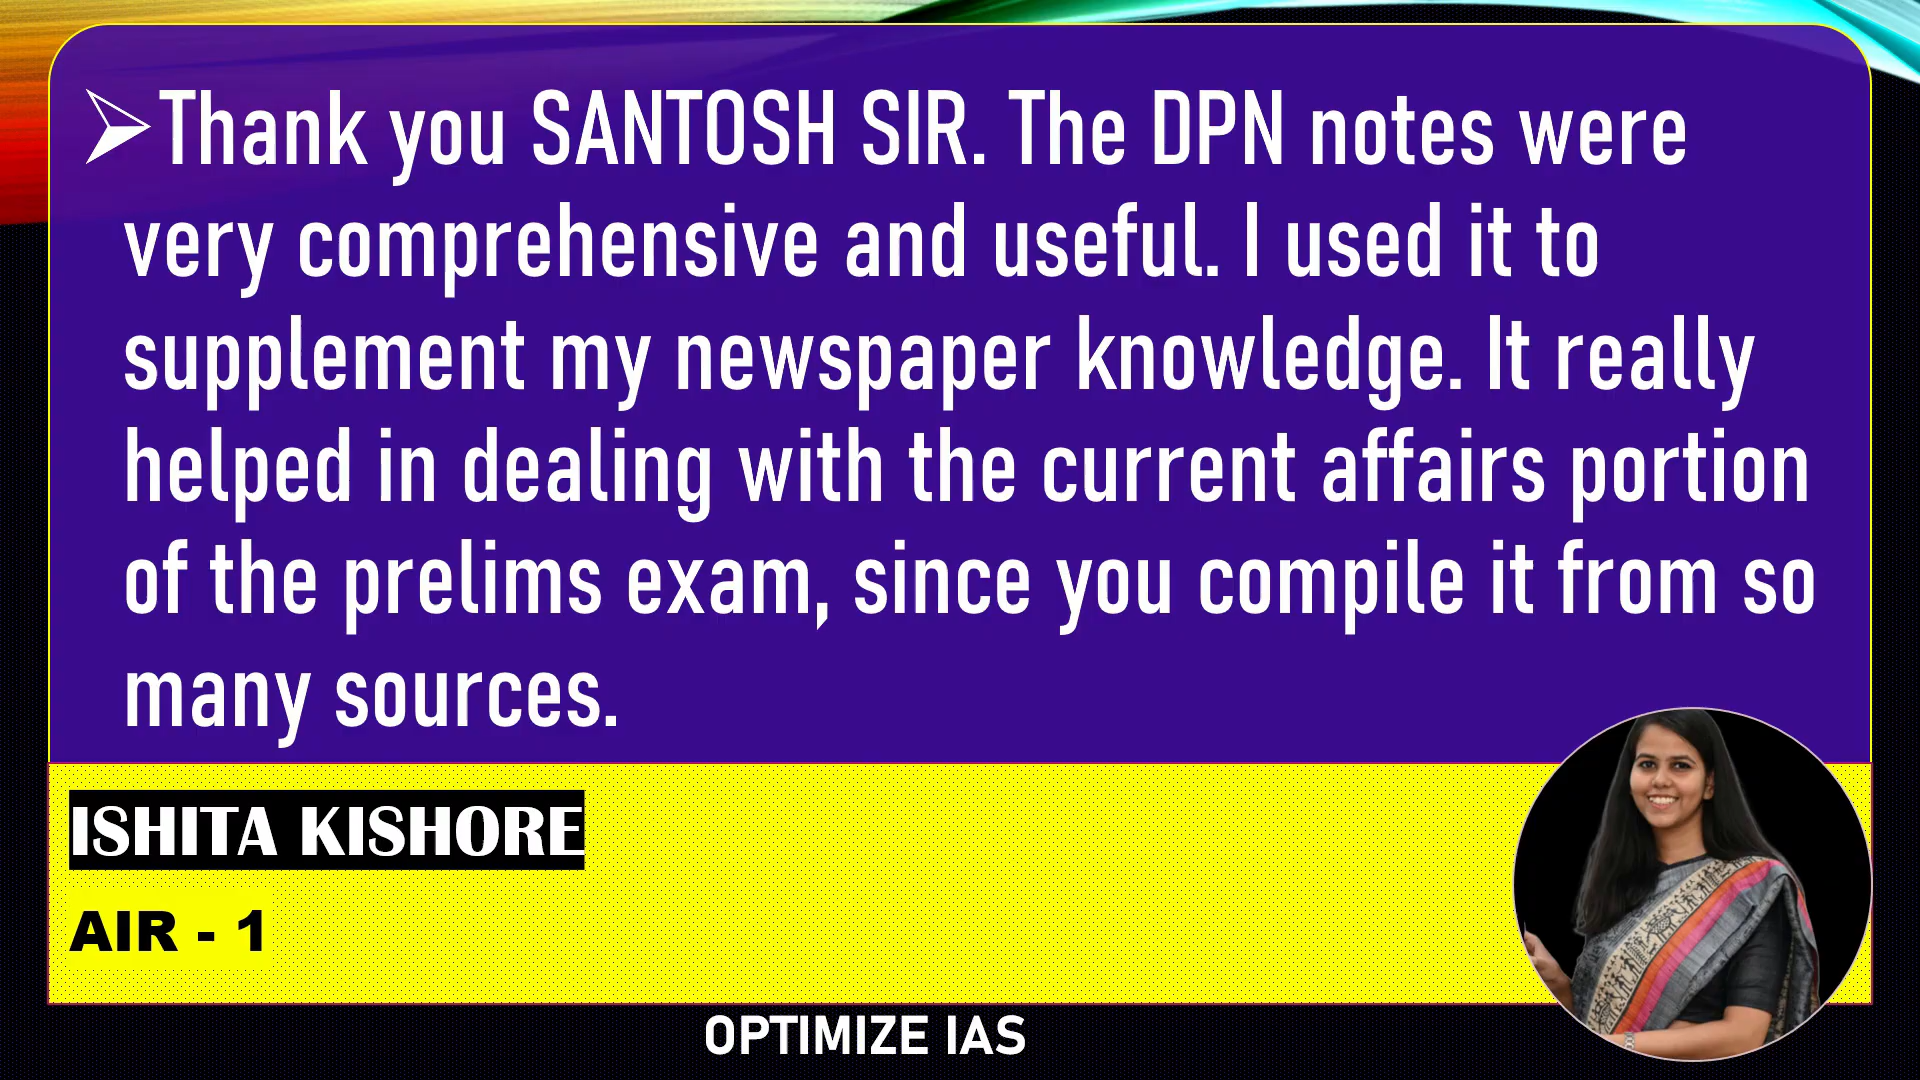 Thank you SANTOSH SIR. The DPN notes were
very comprehensive and useful. I used it to
supplement my newspaper knowledge. It really
helped in dealing with the current affairs portion
of the prelims exam, since you compile it from so
many sources.
ISHITA KISHORE
AIR - 1
OPTIMIZE IAS